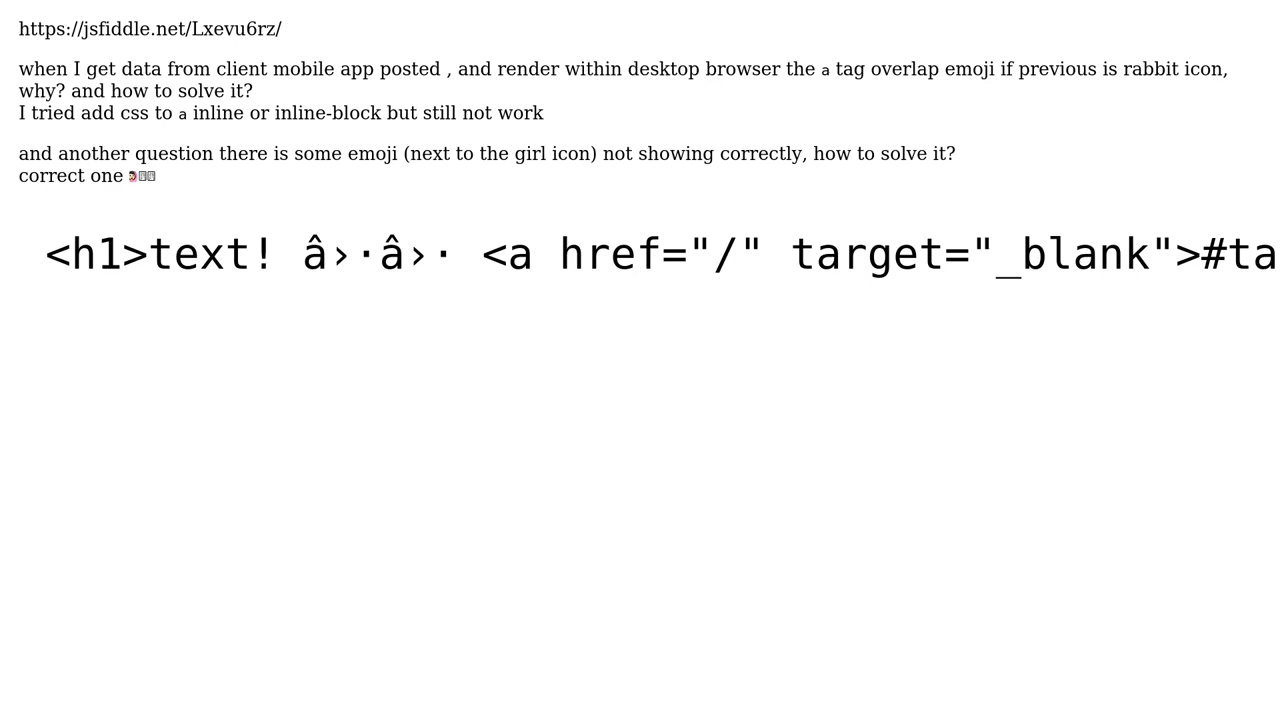 https://jsfiddle.net/Lxevu6rz/
when I get data from client mobile app posted , and render within desktop browser the a tag overlap emoji if previous is rabbit icon,
why? and how to solve it?
I tried add css to a inline or inline-block but still not work
and another question there is some emoji (next to the girl icon) not showing correctly, how to solve it?
correct one
<h1>text! â›·â›· <a href="/" target="_blank">#ta